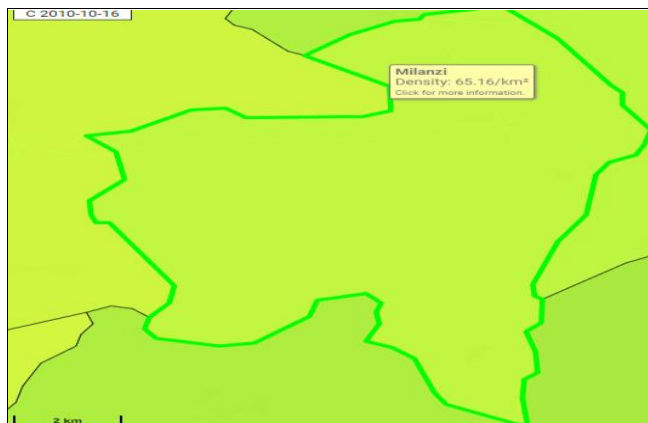 C 2010-10-16
Milanzi
Density: 65.16/km²
Click for more information.
2 km